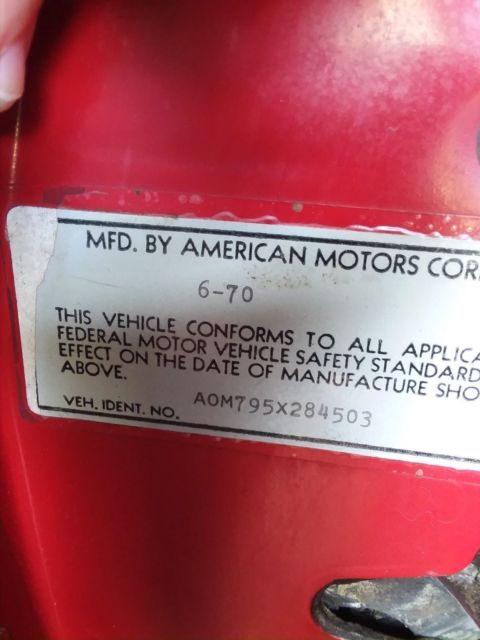 MFD. BY AMERICAN MOTORS COR
6-70
THIS VEHICLE CONFORMS TO ALL APPLICA
FEDERAL MOTOR VEHICLE SAFETY STANDARD
EFFECT ON THE DATE OF MANUFACTURE SHO
ABOVE.
VEH. IDENT. NO. A0M795X284503